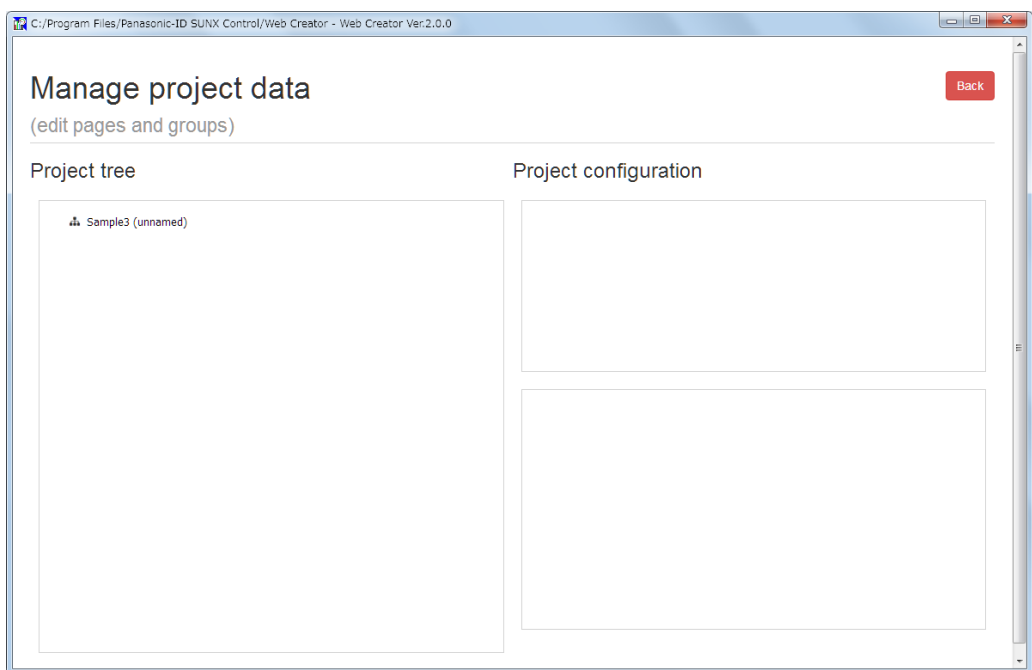 C:/Program Files/Panasonic-ID SUNX Control/Web Creator - Web Creator Ver.2.0.0
Manage project data
Back
(edit pages and groups)
Project tree
Project configuration
Sample3 (unnamed)